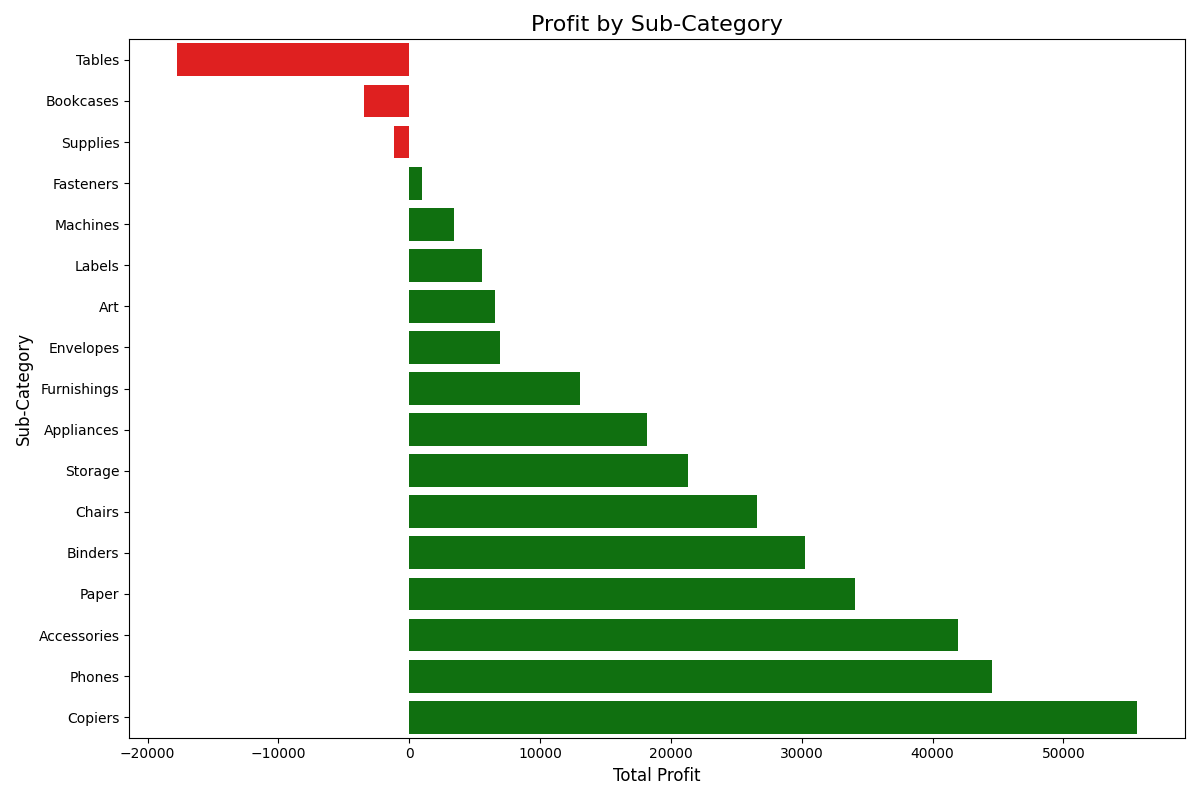 Profit by Sub-Category
Sub-Category
Tables
Bookcases
Supplies
Fasteners
Machines
Labels
Art
Envelopes
Furnishings
Appliances
Storage
Chairs
Binders
Paper
Accessories
Phones
Copiers
−20000 −10000 0 10000 20000 30000 40000 50000
Total Profit